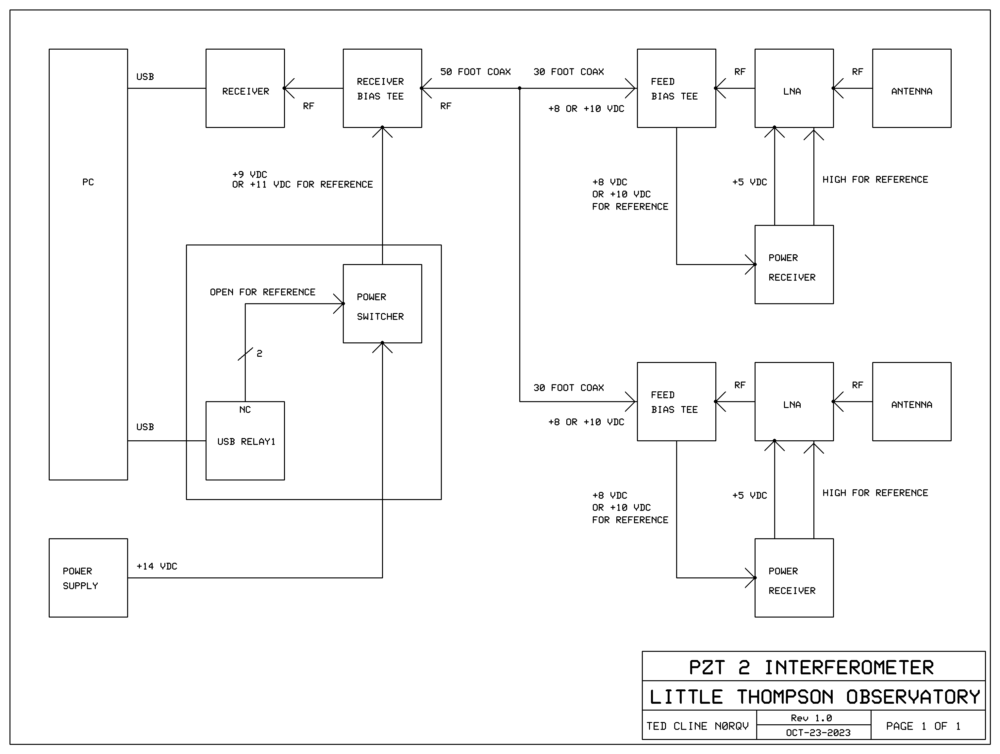 50 FOOT COAX
30 FOOT COAX
RF
RF
USB
RECEIVER
BIAS TEE
FEED
BIAS TEE
RECEIVER
LNA
ANTENNA
RF
RF
+8 OR +10 VDC
+9 VDC
OR +11 VDC FOR REFERENCE
PC
+8 VDC
OR +10 VDC
FOR REFERENCE
+5 VDC
HIGH FOR REFERENCE
POWER
RECEIVER
OPEN FOR REFERENCE
POWER
SWITCHER
2
30 FOOT COAX
RF
RF
FEED
BIAS TEE
LNA
ANTENNA
NC
+8 OR +10 VDC
USB
USB RELAY1
+8 VDC
OR +10 VDC
FOR REFERENCE
+5 VDC
HIGH FOR REFERENCE
+14 VDC
POWER
SUPPLY
POWER
RECEIVER
PZT 2 INTERFEROMETER
LITTLE THOMPSON OBSERVATORY
TED CLINE N0RQV
Rev 1.0
OCT-23-2023
PAGE 1 OF 1